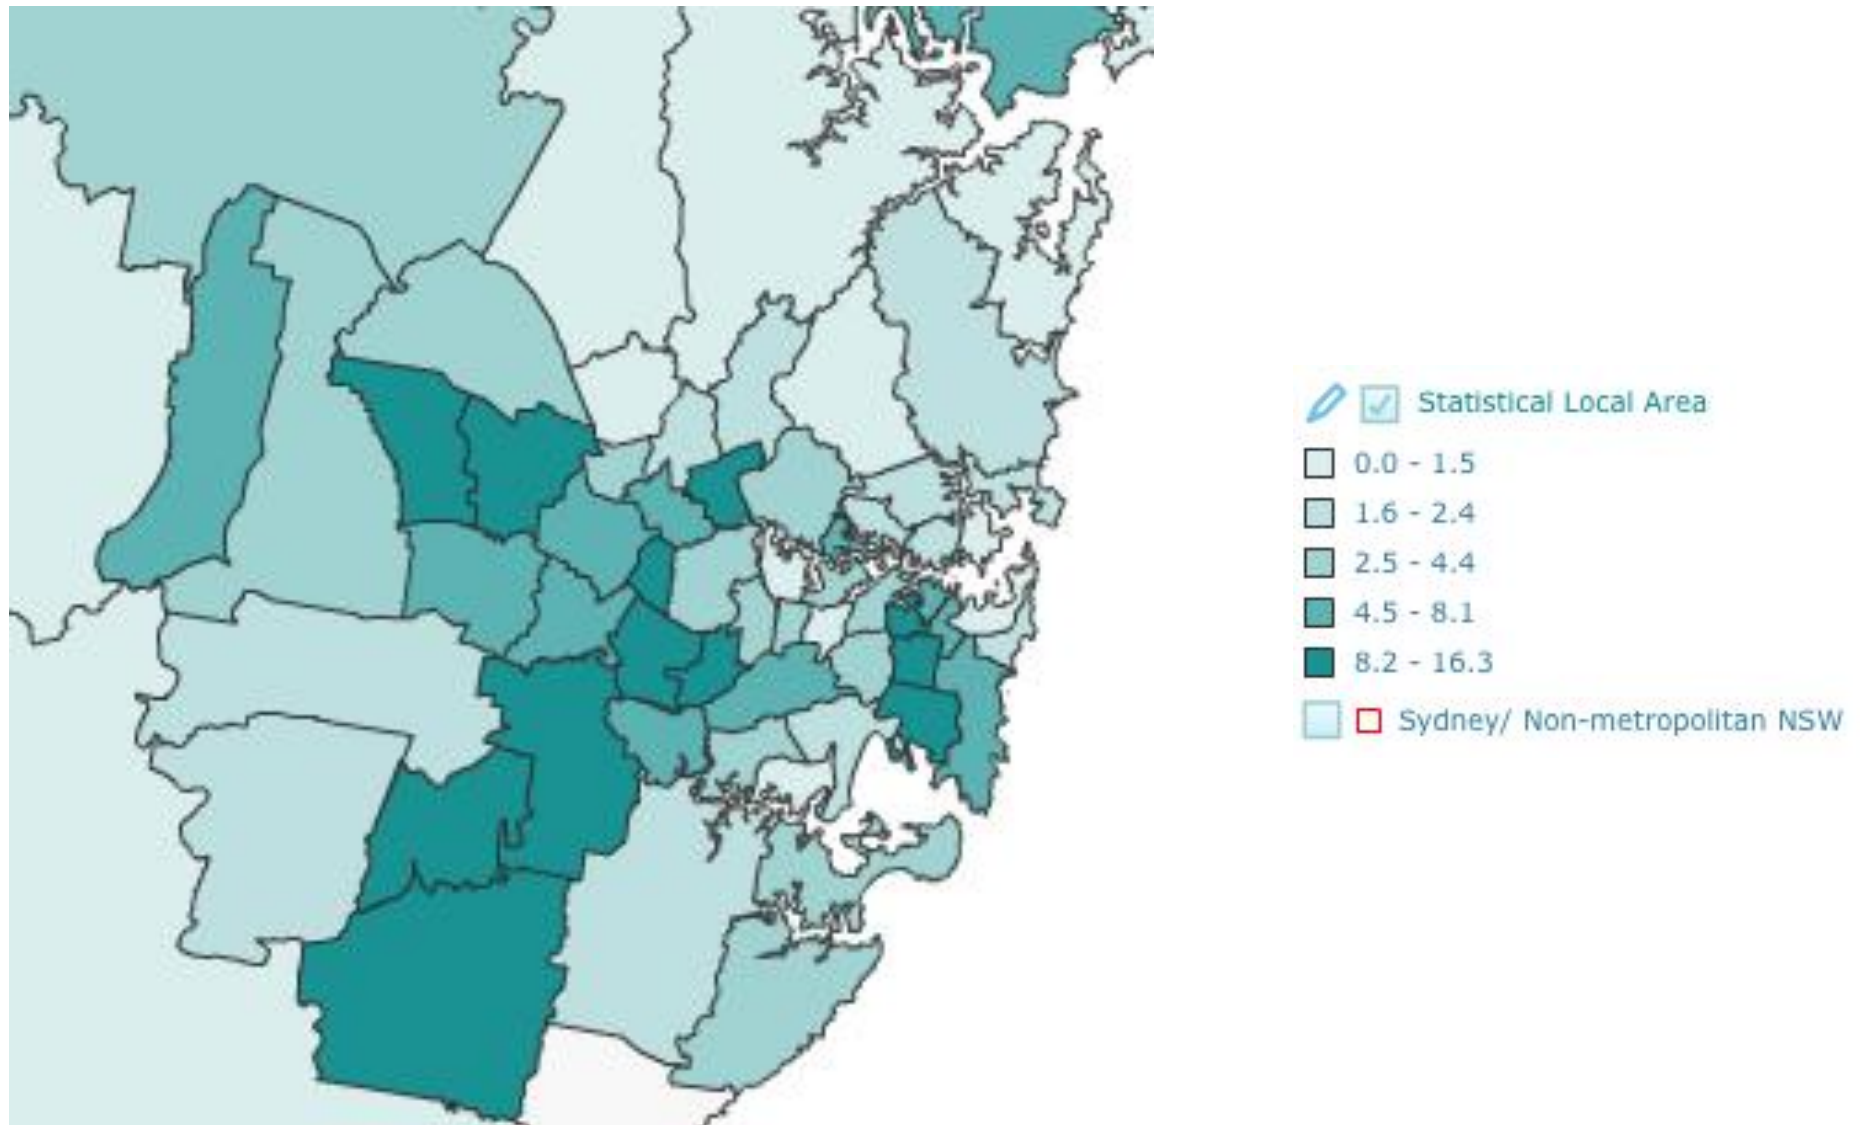 Statistical Local Area
0.0 - 1.5
1.6 - 2.4
2.5 - 4.4
4.5 - 8.1
8.2 - 16.3
Sydney/ Non-metropolitan NSW